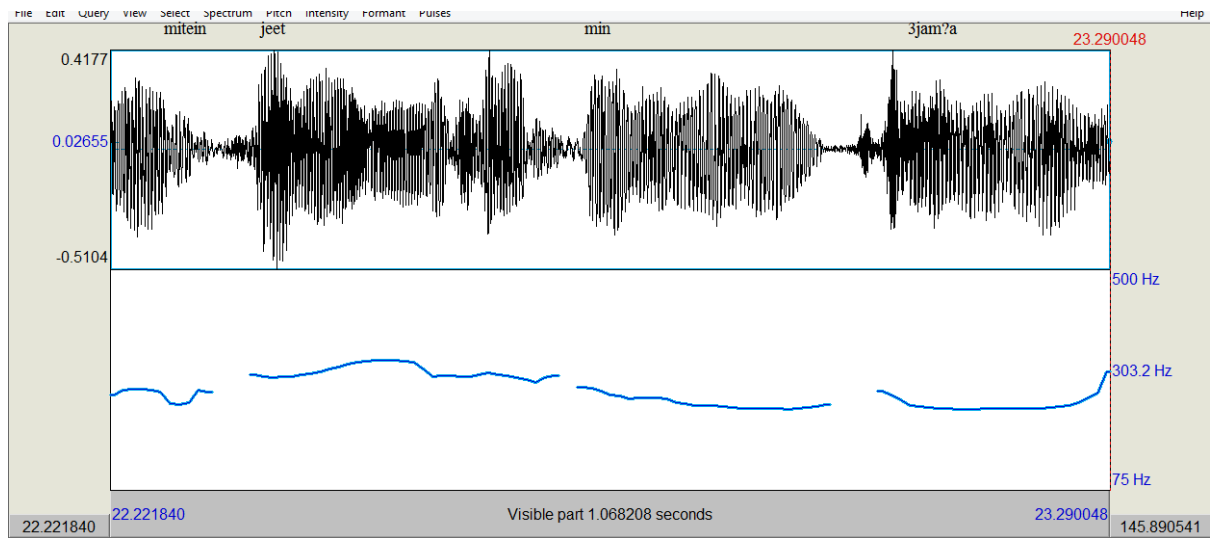 File Edit Query View Select Spectrum Pitch Intensity Formant Pulses Help
mitein jeet min 3jam?a
23.290048
0.4177
0.02655
-0.5104
500 Hz
303.2 Hz
75 Hz
22.221840 Visible part 1.068208 seconds 23.290048
22.221840 145.890541